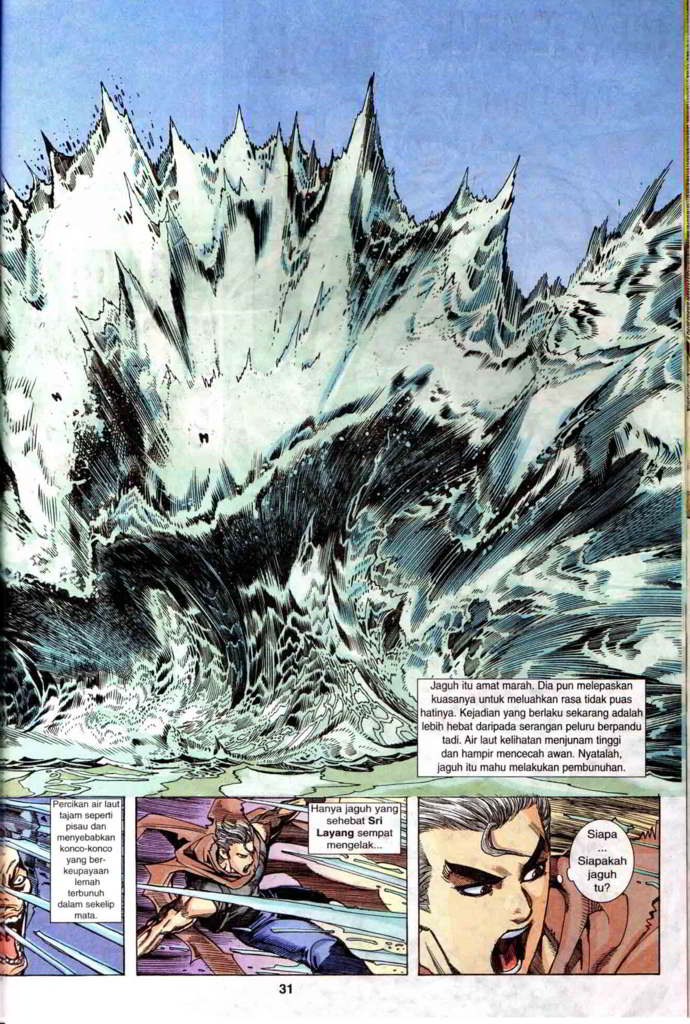 Jaguh itu amat marah. Dia pun melepaskan
kuasanya untuk meluahkan rasa tidak puas
hatinya. Kejadian yang berlaku sekarang adalah
lebih hebat daripada serangan peluru berpandu
tadi. Air laut kelihatan menjunam tinggi
dan hampir mencecah awan. Nyatalah,
jaguh itu mahu melakukan pembunuhan.
Percikan air laut
tajam seperti
pisau dan
menyebabkan
konco-konco
yang ber-
keupayaan
lemah
terbunuh
dalam sekelip
mata.
Hanya jaguh yang
sehebat Sri
Layang sempat
mengelak...
Siapa
...
Siapakah
jaguh
tu?
31